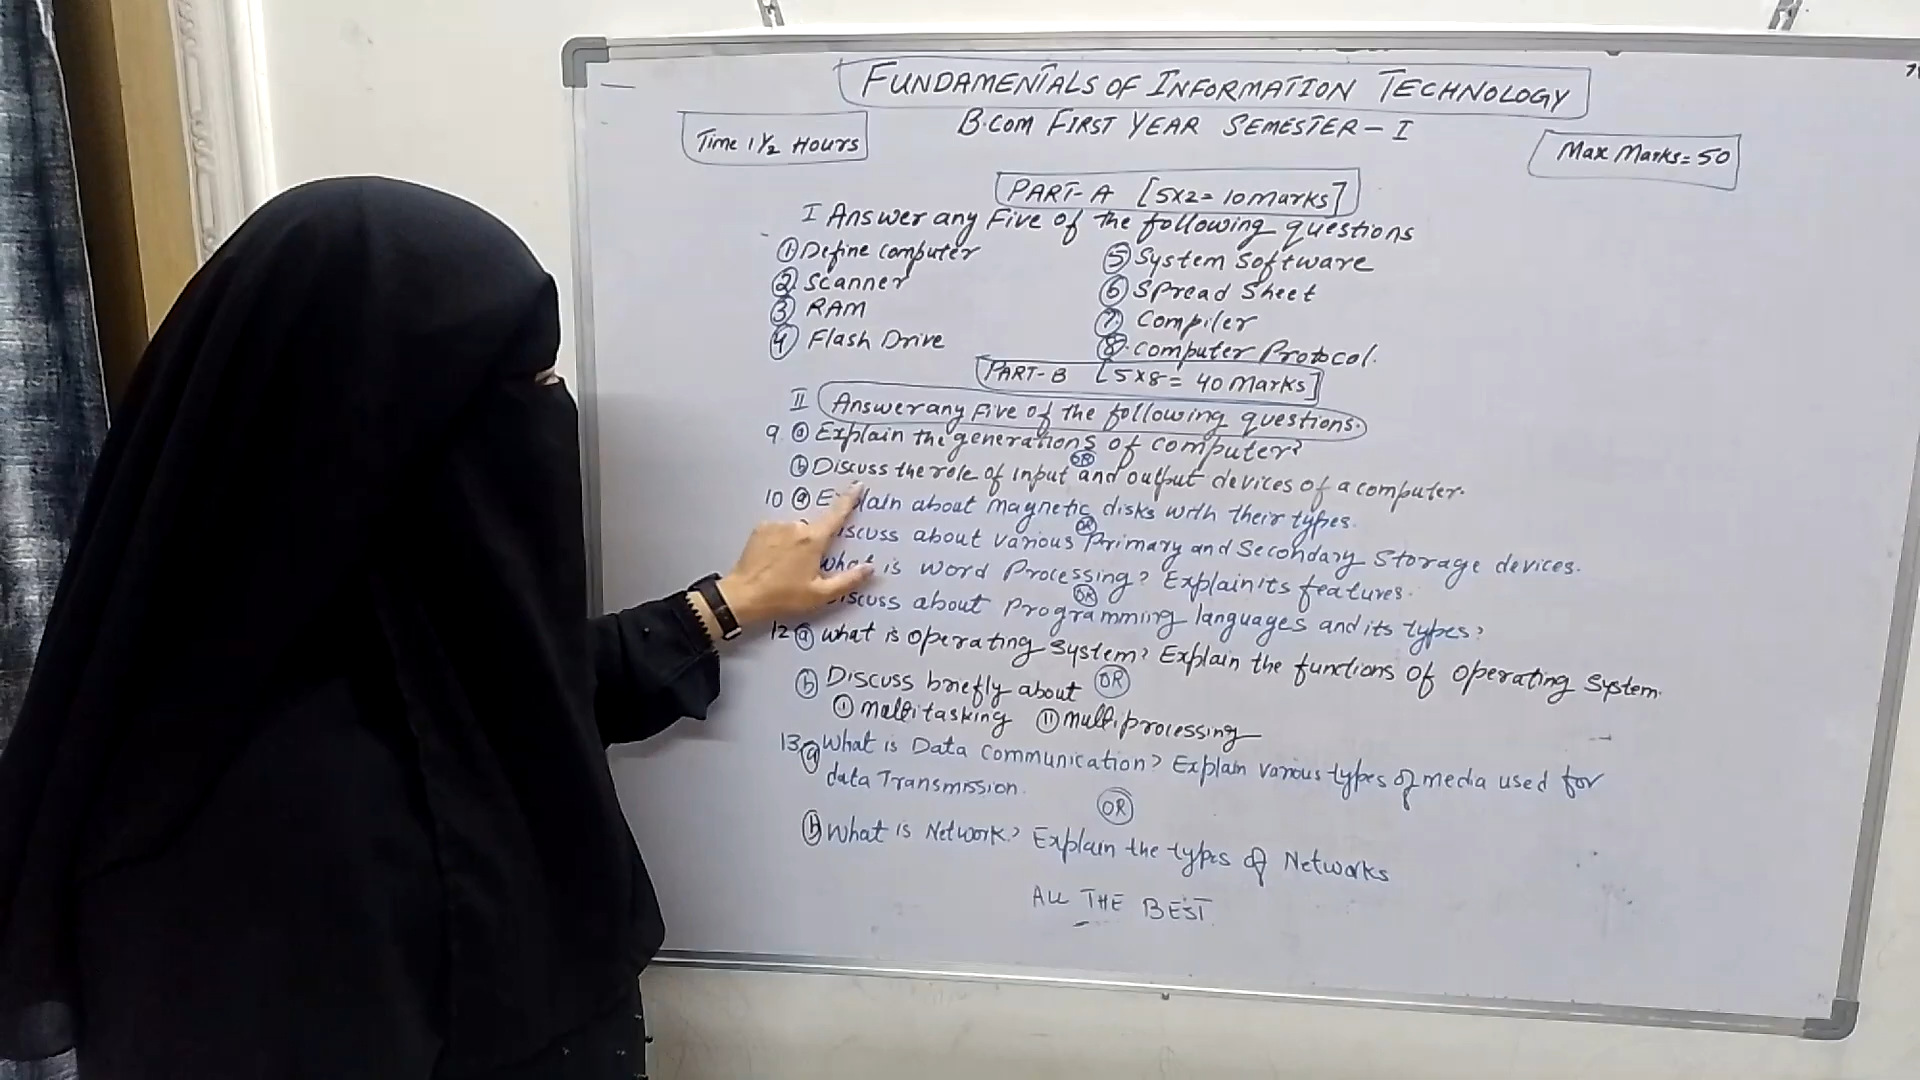 FUNDAMENTALS OF INFORMATION TECHNOLOGY
B.COM FIRST YEAR SEMESTER-I
Time 1½ Hours
Max Marks=50
PART-A [5x2=10 Marks]
I Answer any Five of the following questions
① Define Computer
② Scanner
③ RAM
④ Flash Drive
⑤ System Software
⑥ Spread Sheet
⑦ Compiler
⑧ Computer Protocol.
PART-B [5x8=40 Marks]
II Answer any Five of the following questions.
9 ⓐ Explain the generations of computer?
OR
ⓑ Discuss the role of input and output devices of a computer.
10 ⓐ Explain about magnetic disks with their types.
OR
iscuss about various Primary and Secondary Storage devices.
What is Word Processing? Explain its features.
OR
iscuss about Programming languages and its types?
12 ⓐ What is Operating System? Explain the functions of Operating System.
OR
ⓑ Discuss briefly about
ⓘ multitasking ⓘⓘ multiprocessing
13 ⓐ What is Data Communication? Explain various types of media used for
data Transmission.
OR
ⓑ What is Network? Explain the types of Networks
ALL THE BEST